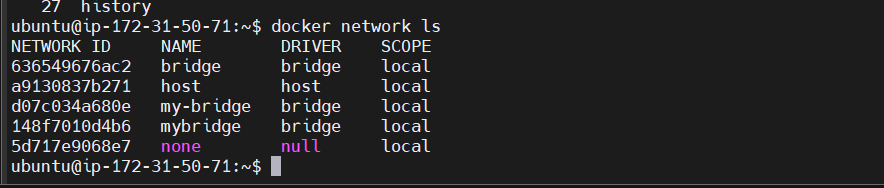 27 history
ubuntu@ip-172-31-50-71:~$ docker network ls
NETWORK ID NAME DRIVER SCOPE
636549676ac2 bridge bridge local
a9130837b271 host host local
d07c034a680e my-bridge bridge local
148f7010d4b6 mybridge bridge local
5d717e9068e7 none null local
ubuntu@ip-172-31-50-71:~$